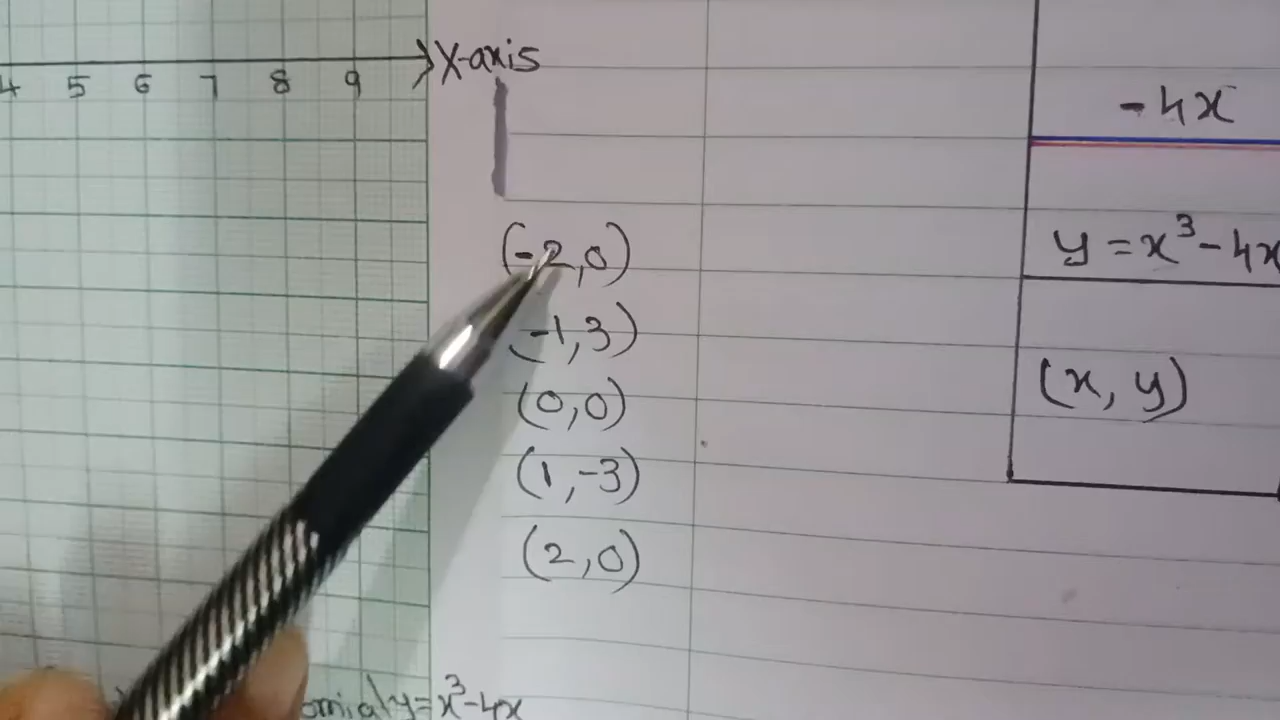 X-axis
4 5 6 7 8 9
-4x
y = x³ - 4x
(x, y)
(-2,0)
(-1,3)
(0,0)
(1,-3)
(2,0)
y=x³-4x